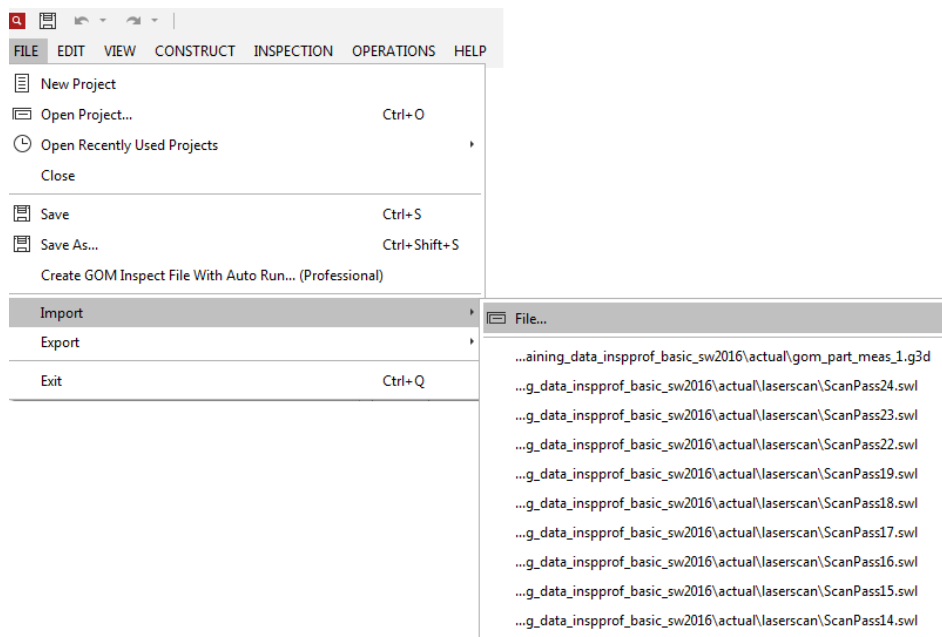 FILE EDIT VIEW CONSTRUCT INSPECTION OPERATIONS HELP
New Project
Open Project... Ctrl+O
Open Recently Used Projects
Close
Save Ctrl+S
Save As... Ctrl+Shift+S
Create GOM Inspect File With Auto Run... (Professional)
Import
Export
Exit Ctrl+Q
File...
...aining_data_inspprof_basic_sw2016\actual\gom_part_meas_1.g3d
...g_data_inspprof_basic_sw2016\actual\laserscan\ScanPass24.swl
...g_data_inspprof_basic_sw2016\actual\laserscan\ScanPass23.swl
...g_data_inspprof_basic_sw2016\actual\laserscan\ScanPass22.swl
...g_data_inspprof_basic_sw2016\actual\laserscan\ScanPass19.swl
...g_data_inspprof_basic_sw2016\actual\laserscan\ScanPass18.swl
...g_data_inspprof_basic_sw2016\actual\laserscan\ScanPass17.swl
...g_data_inspprof_basic_sw2016\actual\laserscan\ScanPass16.swl
...g_data_inspprof_basic_sw2016\actual\laserscan\ScanPass15.swl
...g_data_inspprof_basic_sw2016\actual\laserscan\ScanPass14.swl